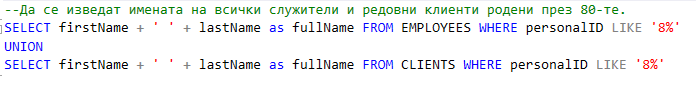 --Да се изведат имената на всички служители и редовни клиенти родени през 80-те.
SELECT firstName + ' ' + lastName as fullName FROM EMPLOYEES WHERE personalID LIKE '8%'
UNION
SELECT firstName + ' ' + lastName as fullName FROM CLIENTS WHERE personalID LIKE '8%'